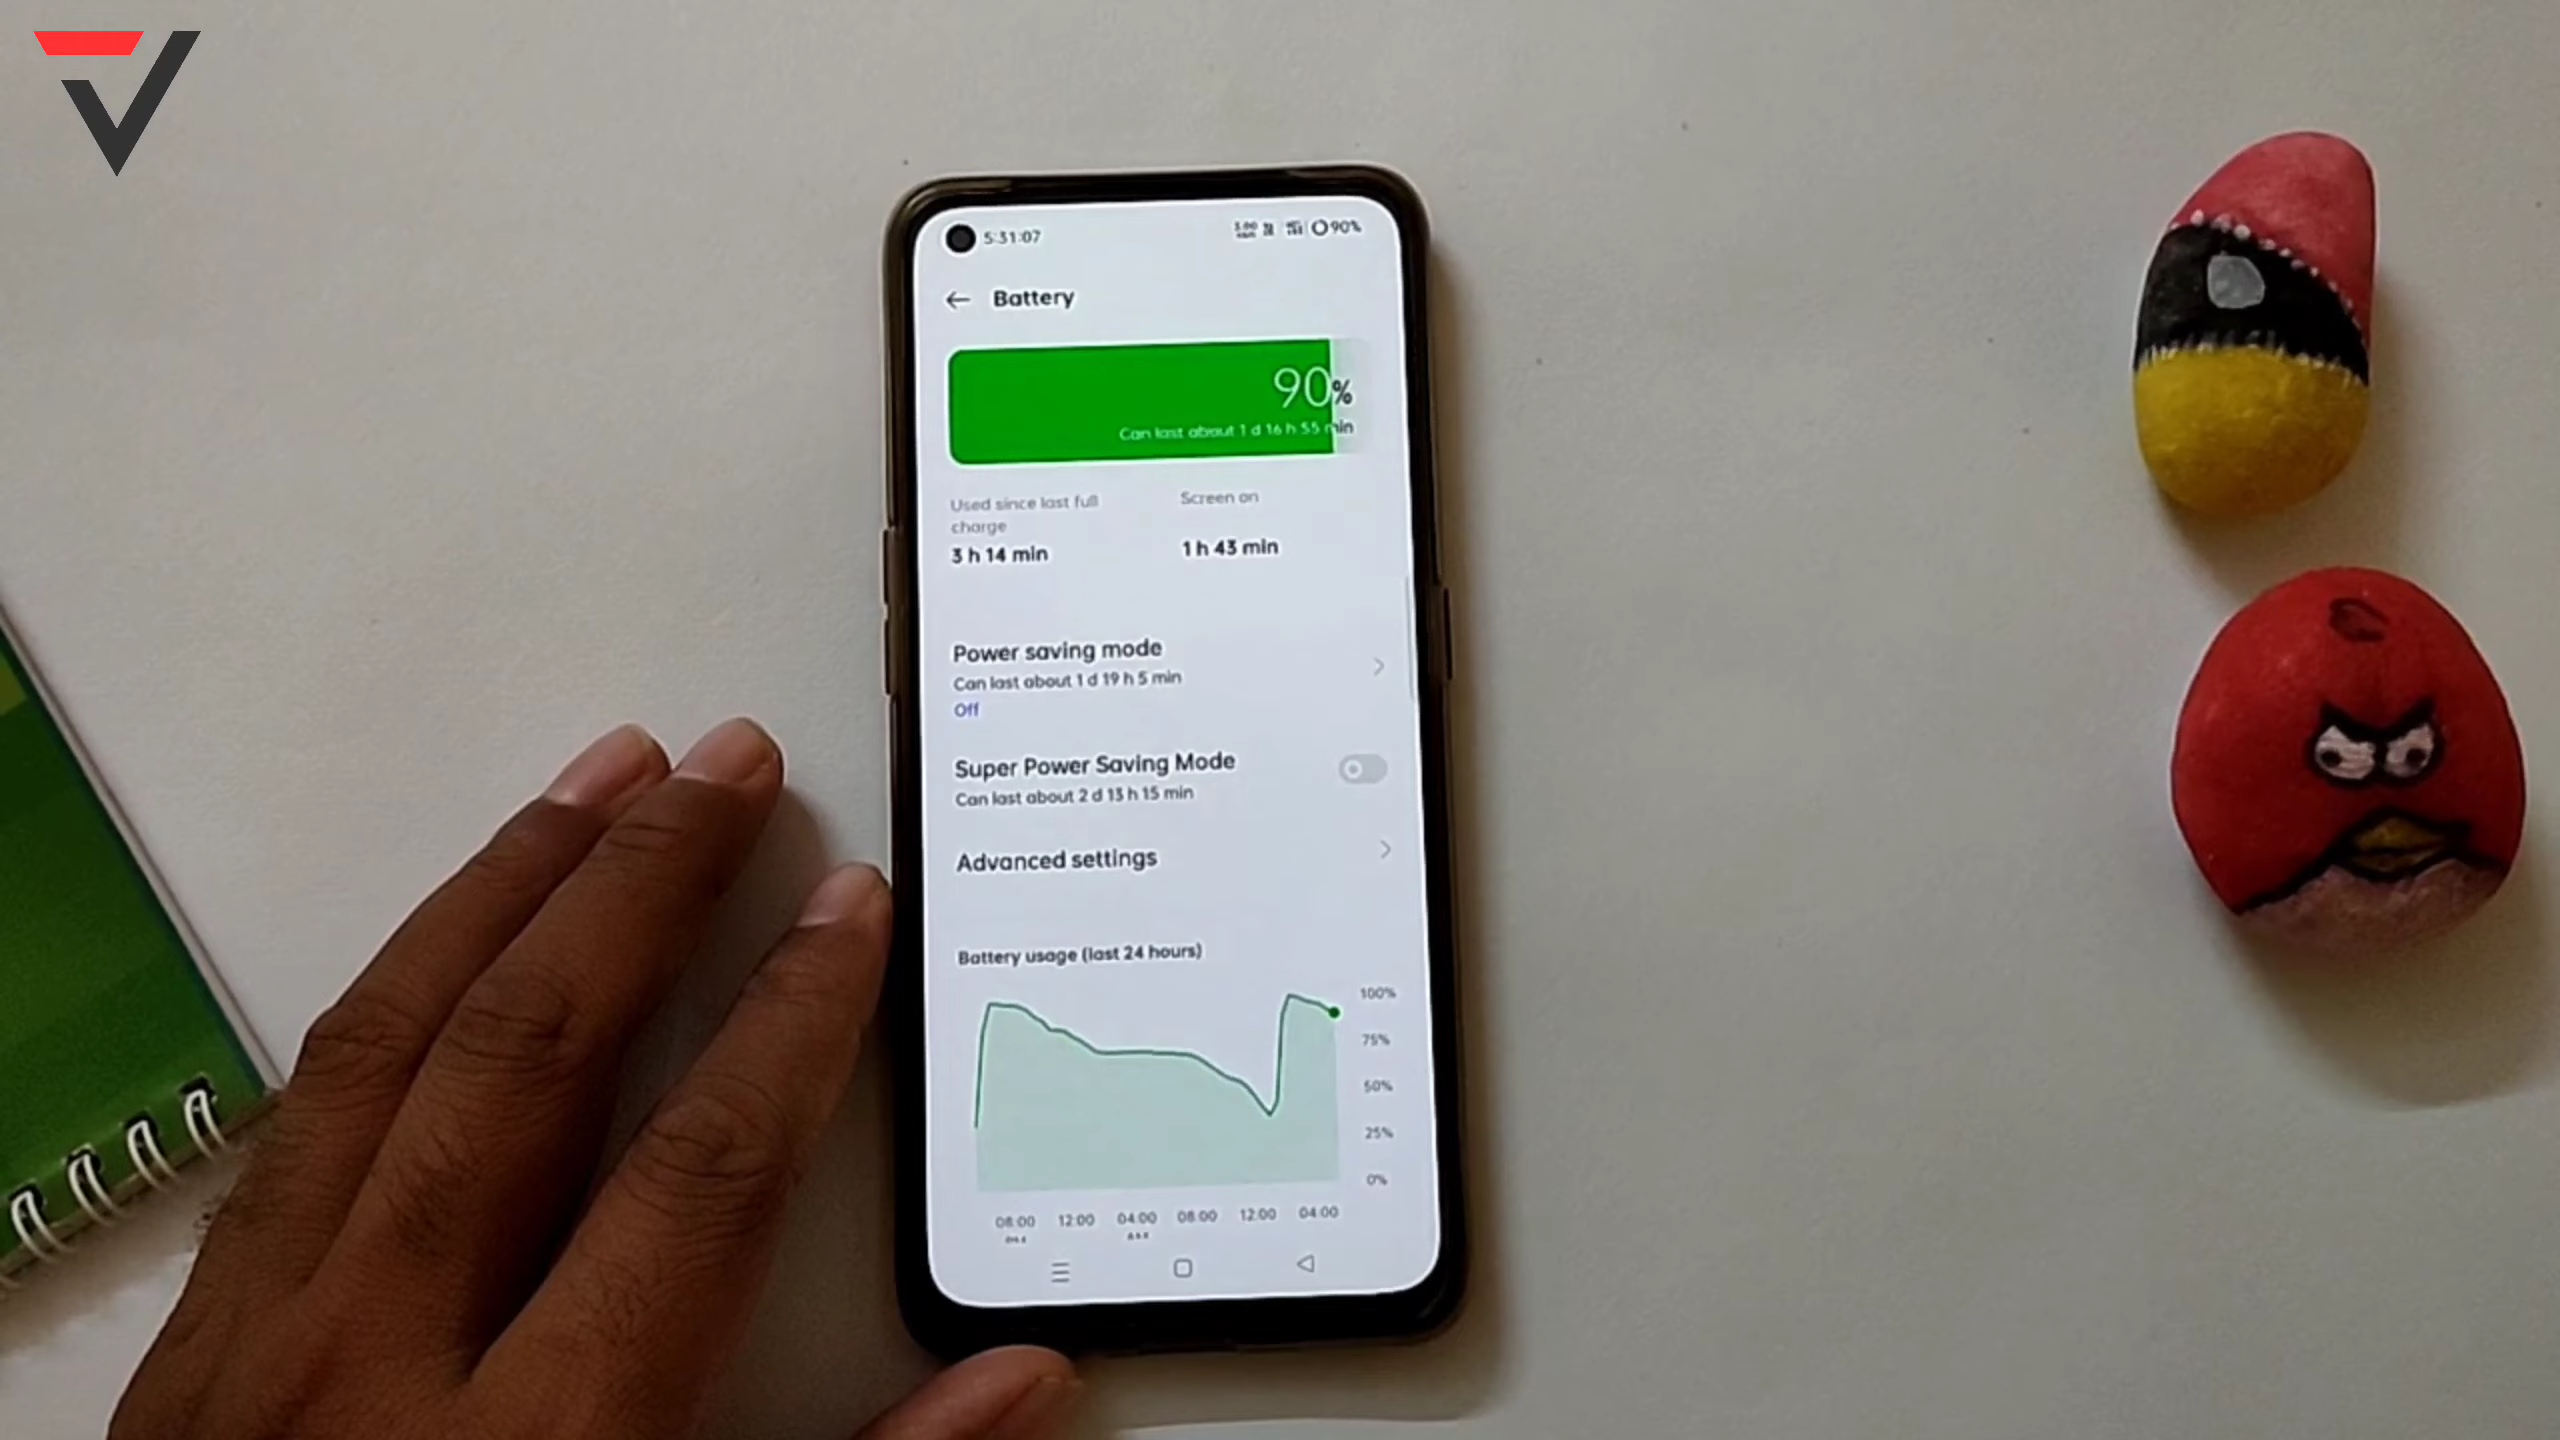 5:31:07
90%
Battery
90%
Can last about 1 d 16 h 55 min
Used since last full
charge
Screen on
3 h 14 min
1 h 43 min
Power saving mode
Can last about 1 d 19 h 5 min
Off
Super Power Saving Mode
Can last about 2 d 13 h 15 min
Advanced settings
Battery usage (last 24 hours)
100%
75%
50%
25%
0%
08:00 12:00 04:00 08:00 12:00 04:00